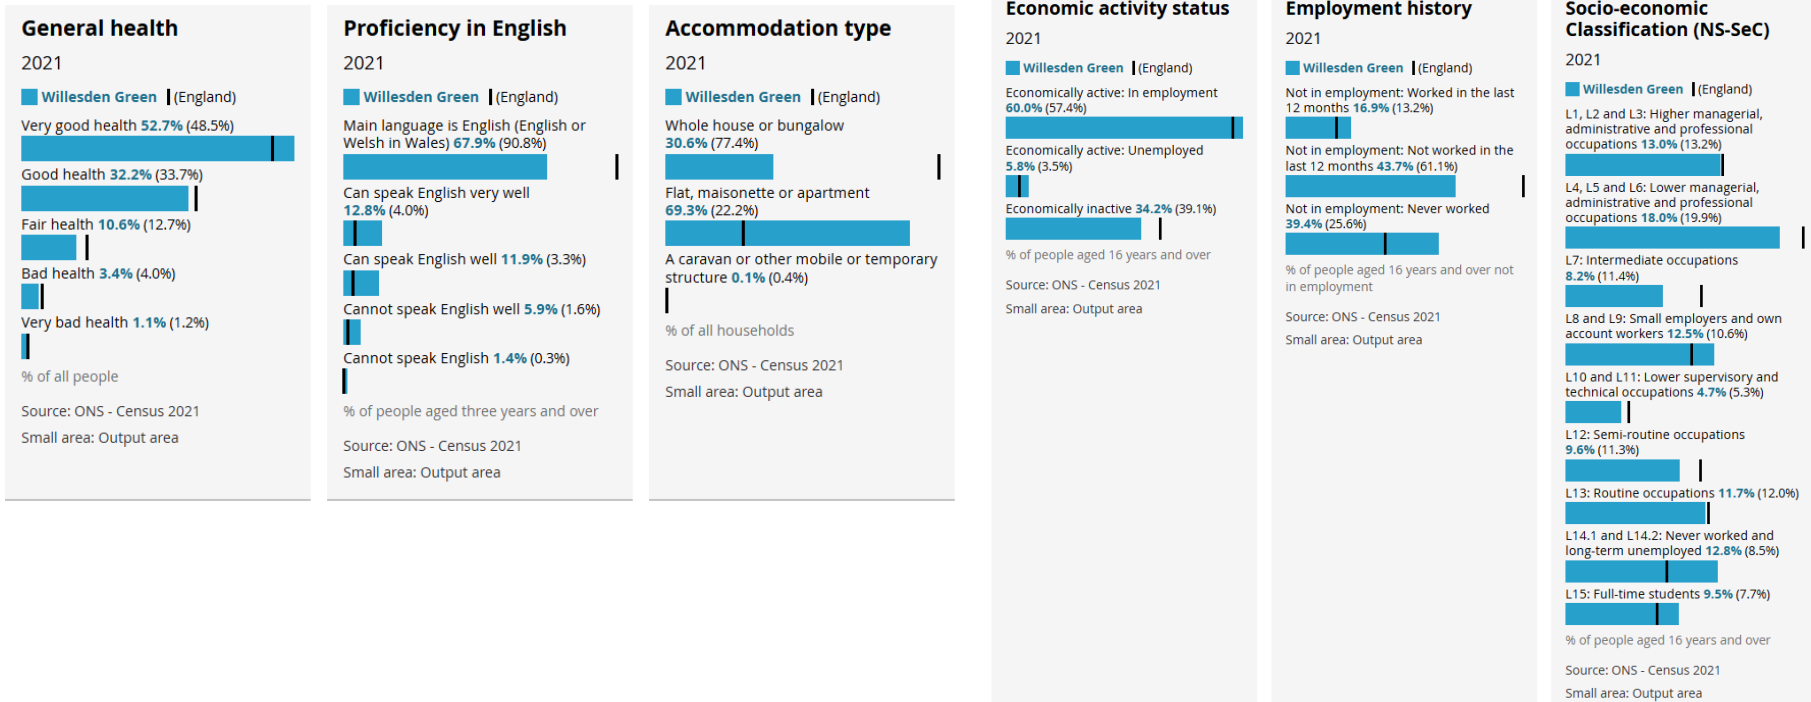 General health
2021
Willesden Green (England)
Very good health 52.7% (48.5%)
Good health 32.2% (33.7%)
Fair health 10.6% (12.7%)
Bad health 3.4% (4.0%)
Very bad health 1.1% (1.2%)
% of all people
Source: ONS - Census 2021
Small area: Output area
Proficiency in English
2021
Willesden Green (England)
Main language is English (English or
Welsh in Wales) 67.9% (90.8%)
Can speak English very well
12.8% (4.0%)
Can speak English well 11.9% (3.3%)
Cannot speak English well 5.9% (1.6%)
Cannot speak English 1.4% (0.3%)
% of people aged three years and over
Source: ONS - Census 2021
Small area: Output area
Accommodation type
2021
Willesden Green (England)
Whole house or bungalow
30.6% (77.4%)
Flat, maisonette or apartment
69.3% (22.2%)
A caravan or other mobile or temporary
structure 0.1% (0.4%)
% of all households
Source: ONS - Census 2021
Small area: Output area
Economic activity status
2021
Willesden Green (England)
Economically active: In employment
60.0% (57.4%)
Economically active: Unemployed
5.8% (3.5%)
Economically inactive 34.2% (39.1%)
% of people aged 16 years and over
Source: ONS - Census 2021
Small area: Output area
Employment history
2021
Willesden Green (England)
Not in employment: Worked in the last
12 months 16.9% (13.2%)
Not in employment: Not worked in the
last 12 months 43.7% (61.1%)
Not in employment: Never worked
39.4% (25.6%)
% of people aged 16 years and over not
in employment
Source: ONS - Census 2021
Small area: Output area
Socio-economic
Classification (NS-SeC)
2021
Willesden Green (England)
L1, L2 and L3: Higher managerial,
administrative and professional
occupations 13.0% (13.2%)
L4, L5 and L6: Lower managerial,
administrative and professional
occupations 18.0% (19.9%)
L7: Intermediate occupations
8.2% (11.4%)
L8 and L9: Small employers and own
account workers 12.5% (10.6%)
L10 and L11: Lower supervisory and
technical occupations 4.7% (5.3%)
L12: Semi-routine occupations
9.6% (11.3%)
L13: Routine occupations 11.7% (12.0%)
L14.1 and L14.2: Never worked and
long-term unemployed 12.8% (8.5%)
L15: Full-time students 9.5% (7.7%)
% of people aged 16 years and over
Source: ONS - Census 2021
Small area: Output area